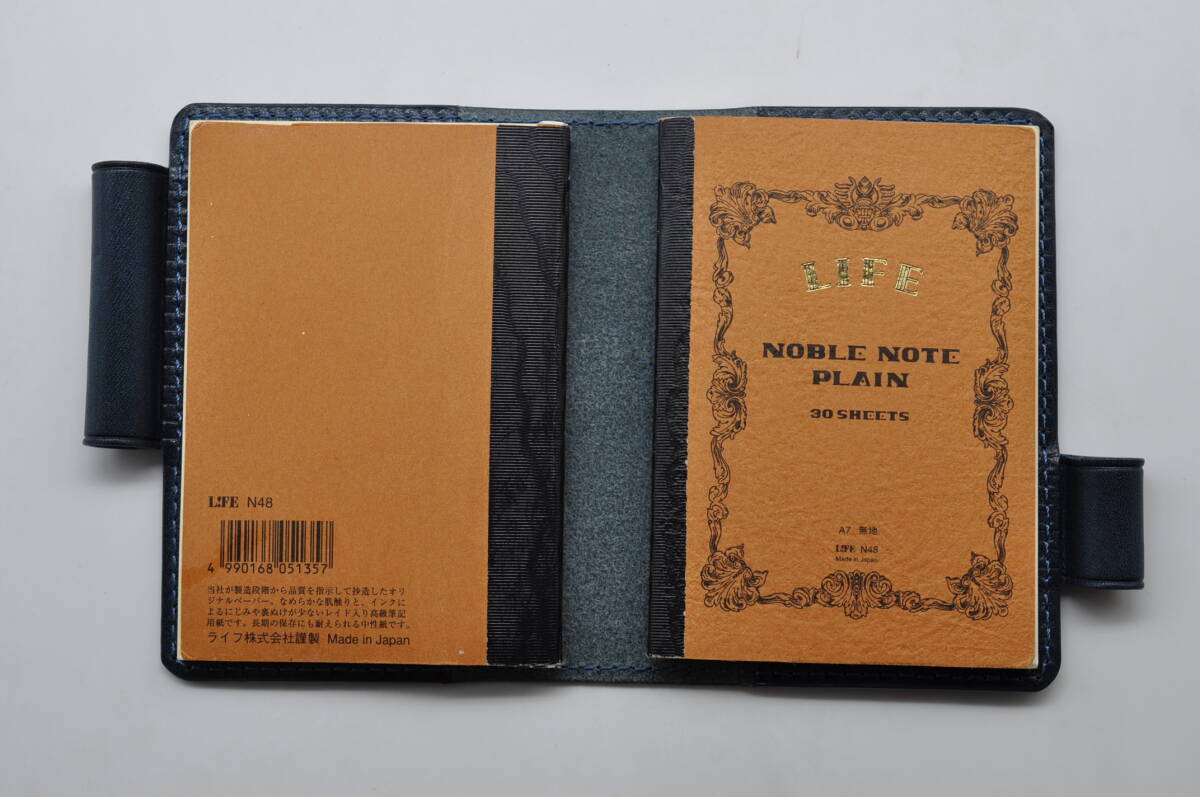 L!FE N48
4 990168 051357
当社が製造段階から品質を指示して抄造したオリ
ジナルペーパー。なめらかな肌触りと、インクに
よるにじみや裏ぬけが少ないレイド入り高級筆記
用紙です。長期の保存にも耐えられる中性紙です。
ライフ株式会社謹製 Made in Japan
LIFE
NOBLE NOTE
PLAIN
30 SHEETS
A7 無地
L!FE N48
Made in Japan